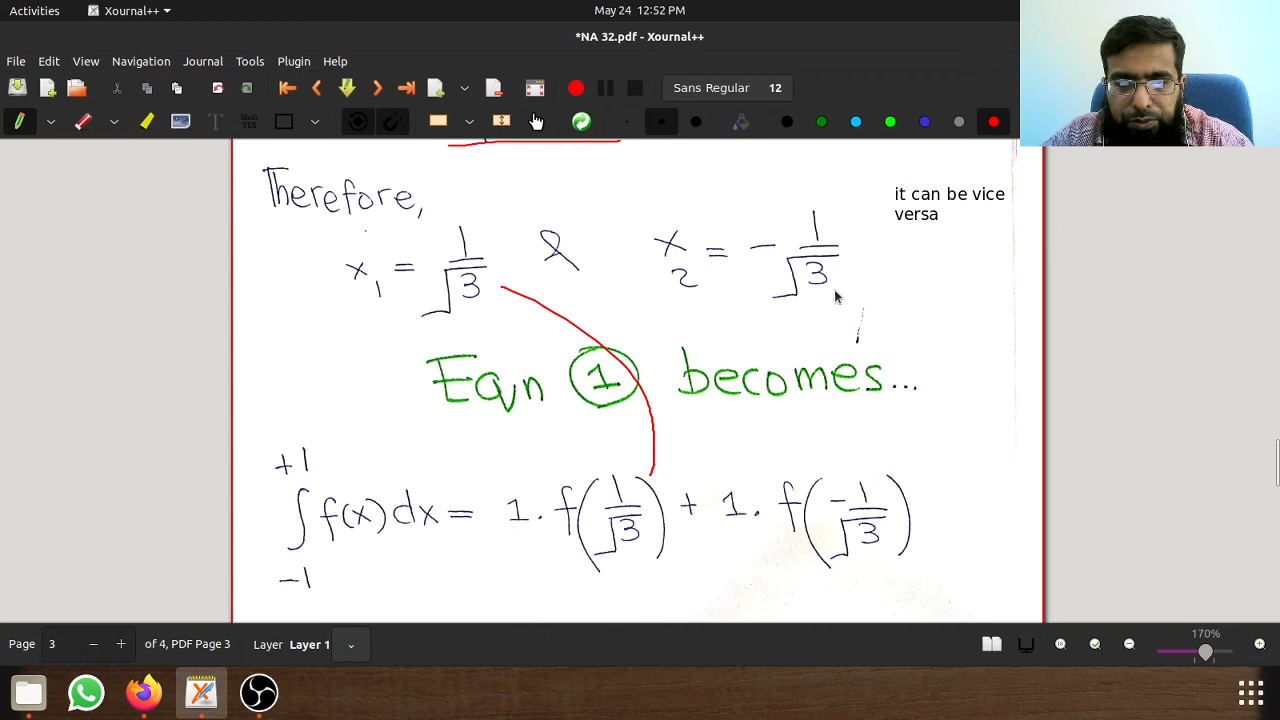 Activities
Xournal++
May 24 12:52 PM
*NA 32.pdf - Xournal++
File Edit View Navigation Journal Tools Plugin Help
Sans Regular 12
Therefore,
it can be vice
versa
x₁ = 1/√3 & x₂ = -1/√3
Eqn ① becomes...
∫₋₁⁺¹ f(x)dx = 1. f(1/√3) + 1. f(-1/√3)
Page 3 of 4, PDF Page 3 Layer Layer 1
170%